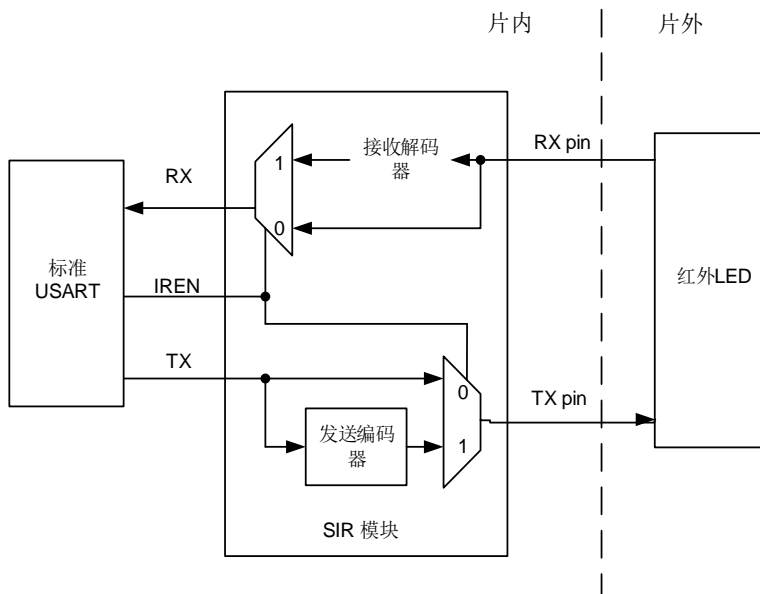 片内
片外
接收解码
器
RX pin
1
RX
0
标准
USART
IREN
红外LED
TX
0
TX pin
发送编码
器
1
SIR 模块